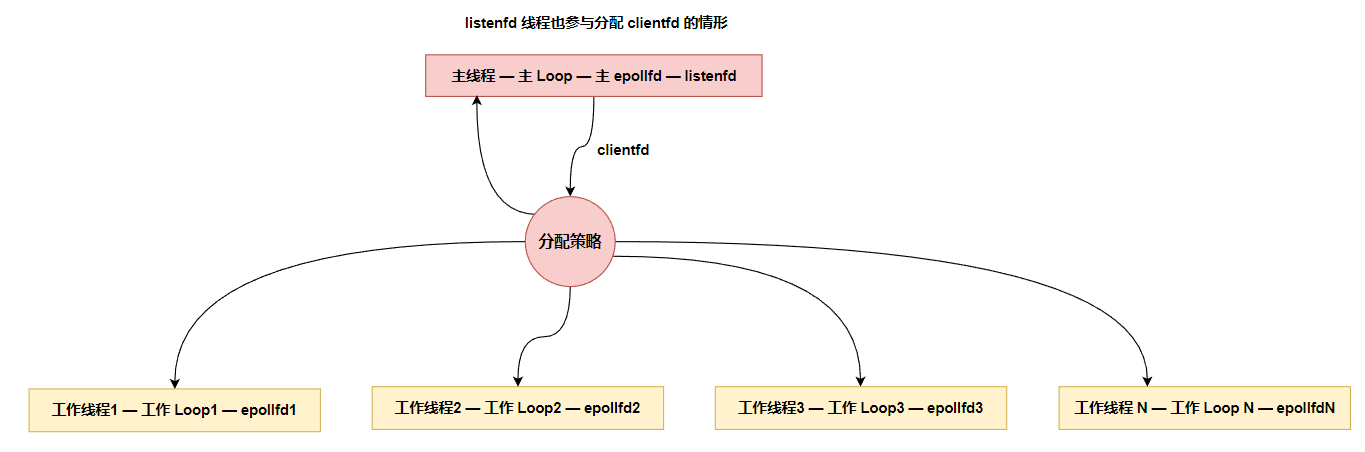 listenfd 线程也参与分配 clientfd 的情形
主线程 — 主 Loop — 主 epollfd — listenfd
clientfd
分配策略
工作线程1 — 工作 Loop1 — epollfd1
工作线程2 — 工作 Loop2 — epollfd2
工作线程3 — 工作 Loop3 — epollfd3
工作线程 N — 工作 Loop N — epollfdN